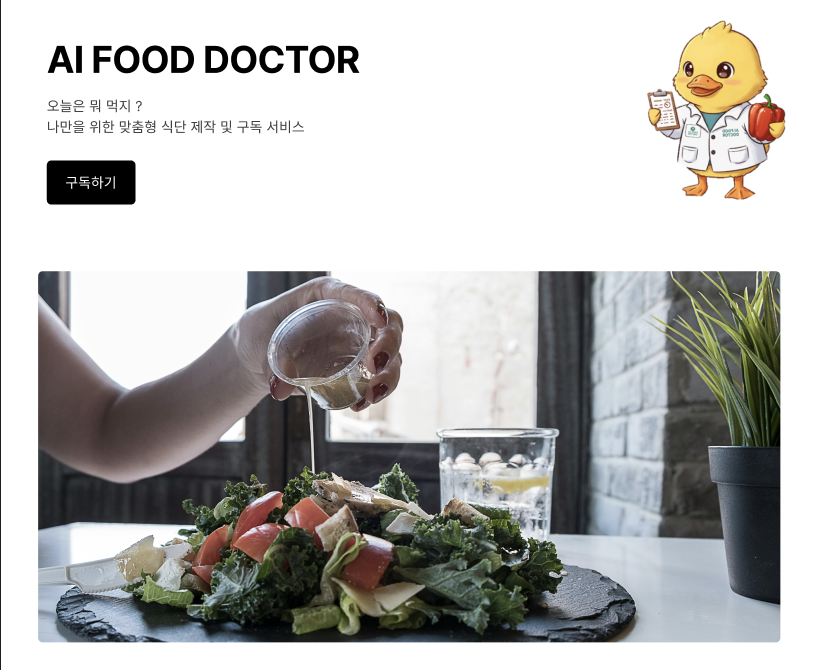 AI FOOD DOCTOR
오늘은 뭐 먹지 ?
나만을 위한 맞춤형 식단 제작 및 구독 서비스
구독하기